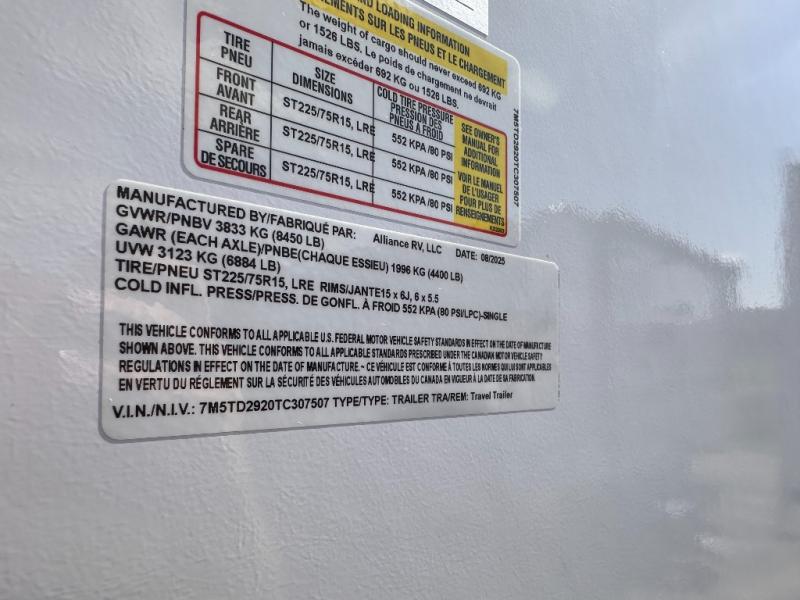 AND LOADING INFORMATION
EMENTS SUR LES PNEUS ET LE CHARGEMENT
The weight of cargo should never exceed 692 KG
or 1526 LBS. Le poids de chargement ne devrait
jamais excéder 692 KG ou 1526 LBS.
TIRE PNEU SIZE DIMENSIONS COLD TIRE PRESSURE PRESSION DES PNEUS À FROID
FRONT AVANT ST225/75R15, LRE 552 KPA /80 PSI
REAR ARRIÈRE ST225/75R15, LRE 552 KPA /80 PSI
SPARE DE SECOURS ST225/75R15, LRE 552 KPA /80 PSI
SEE OWNER'S
MANUAL FOR
ADDITIONAL
INFORMATION
VOIR LE MANUEL
DE L'USAGER
POUR PLUS DE
RENSEIGNEMENTS
7M5TD2920TC307507
MANUFACTURED BY/FABRIQUÉ PAR: Alliance RV, LLC DATE: 08/2025
GVWR/PNBV 3833 KG (8450 LB)
GAWR (EACH AXLE)/PNBE(CHAQUE ESSIEU) 1996 KG (4400 LB)
UVW 3123 KG (6884 LB)
TIRE/PNEU ST225/75R15, LRE RIMS/JANTE15 x 6J, 6 x 5.5
COLD INFL. PRESS/PRESS. DE GONFL. À FROID 552 KPA (80 PSI/LPC)-SINGLE
THIS VEHICLE CONFORMS TO ALL APPLICABLE U.S. FEDERAL MOTOR VEHICLE SAFETY STANDARDS IN EFFECT ON THE DATE OF MANUFACTURE
SHOWN ABOVE. THIS VEHICLE CONFORMS TO ALL APPLICABLE STANDARDS PRESCRIBED UNDER THE CANADIAN MOTOR VEHICLE SAFETY
REGULATIONS IN EFFECT ON THE DATE OF MANUFACTURE.~ CE VÉHICULE EST CONFORME À TOUTES LES NORMES QUI LUI SONT APPLICABLES
EN VERTU DU RÉGLEMENT SUR LA SÉCURITÉ DES VÉHICULES AUTOMOBILES DU CANADA EN VIGUEUR À LA DATE DE SA FABRICATION.
V.I.N./N.I.V.: 7M5TD2920TC307507 TYPE/TYPE: TRAILER TRA/REM: Travel Trailer